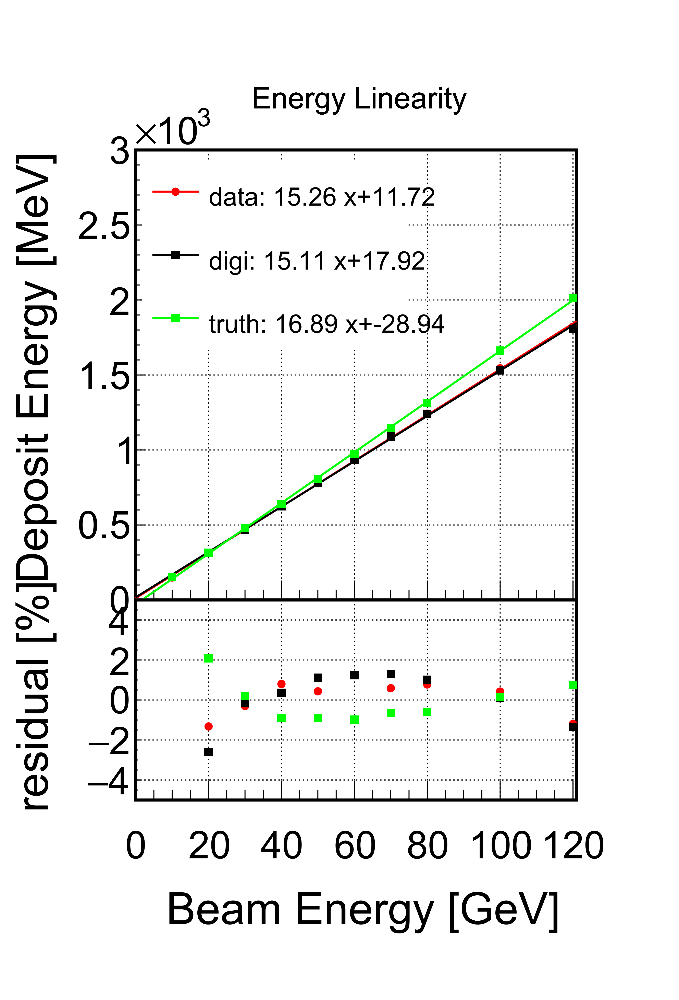 Energy Linearity
×10³
3
2.5
2
1.5
1
0.5
0
Deposit Energy [MeV]
data: 15.26 x+11.72
digi: 15.11 x+17.92
truth: 16.89 x+-28.94
4
2
0
−2
−4
residual [%]
0 20 40 60 80 100 120
Beam Energy [GeV]